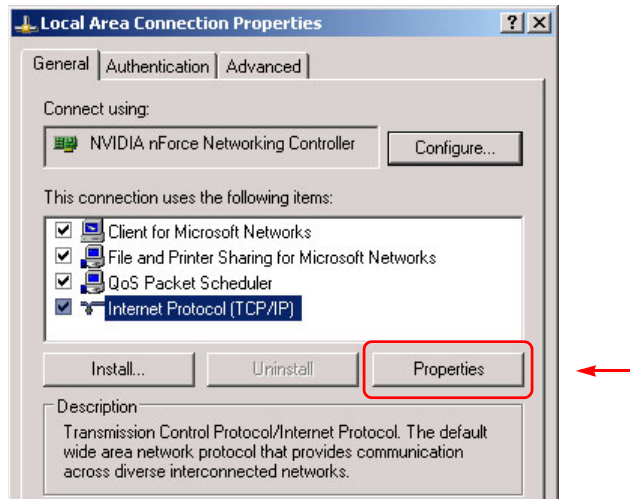 Local Area Connection Properties
General Authentication Advanced
Connect using:
NVIDIA nForce Networking Controller Configure...
This connection uses the following items:
Client for Microsoft Networks
File and Printer Sharing for Microsoft Networks
QoS Packet Scheduler
Internet Protocol (TCP/IP)
Install... Uninstall Properties
Description
Transmission Control Protocol/Internet Protocol. The default
wide area network protocol that provides communication
across diverse interconnected networks.